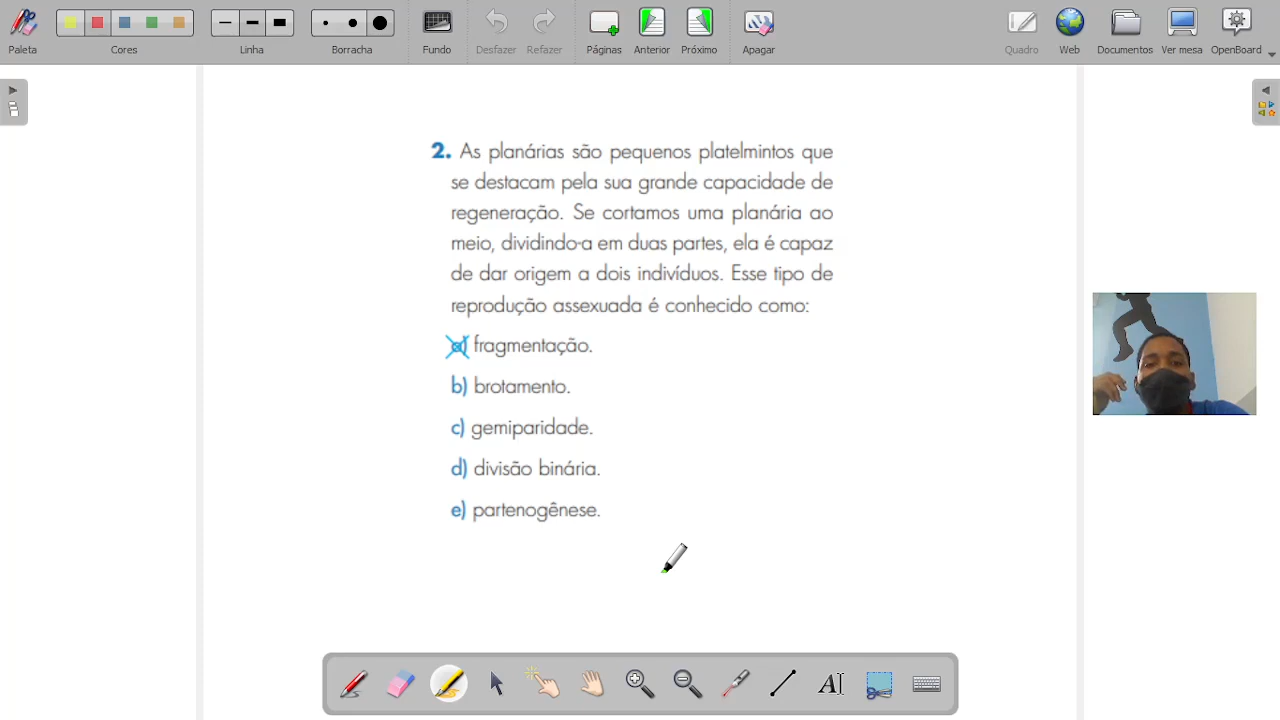 Paleta
Cores
Linha
Borracha
Fundo
Desfazer
Refazer
Páginas
Anterior
Próximo
Apagar
Quadro
Web
Documentos
Ver mesa
OpenBoard
2. As planárias são pequenos platelmintos que
se destacam pela sua grande capacidade de
regeneração. Se cortamos uma planária ao
meio, dividindo-a em duas partes, ela é capaz
de dar origem a dois indivíduos. Esse tipo de
reprodução assexuada é conhecido como:
a) fragmentação.
b) brotamento.
c) gemiparidade.
d) divisão binária.
e) partenogênese.
AI